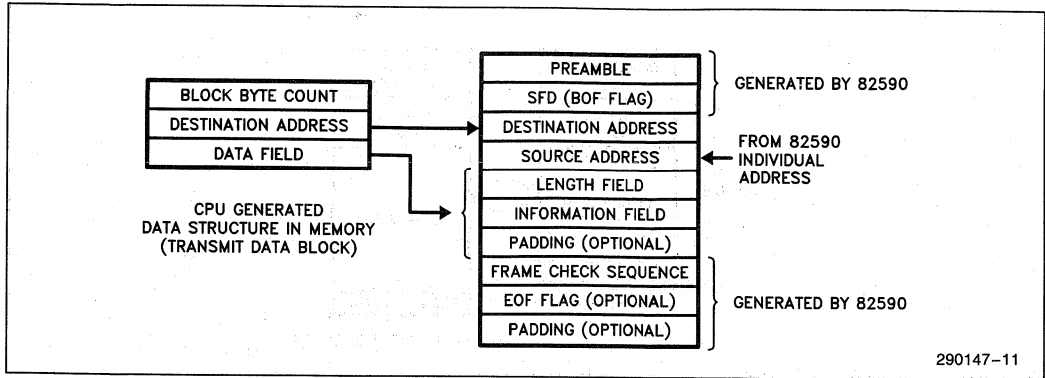 BLOCK BYTE COUNT
DESTINATION ADDRESS
DATA FIELD
CPU GENERATED
DATA STRUCTURE IN MEMORY
(TRANSMIT DATA BLOCK)
PREAMBLE
SFD (BOF FLAG)
DESTINATION ADDRESS
SOURCE ADDRESS
LENGTH FIELD
INFORMATION FIELD
PADDING (OPTIONAL)
FRAME CHECK SEQUENCE
EOF FLAG (OPTIONAL)
PADDING (OPTIONAL)
GENERATED BY 82590
FROM 82590
INDIVIDUAL
ADDRESS
GENERATED BY 82590
290147-11